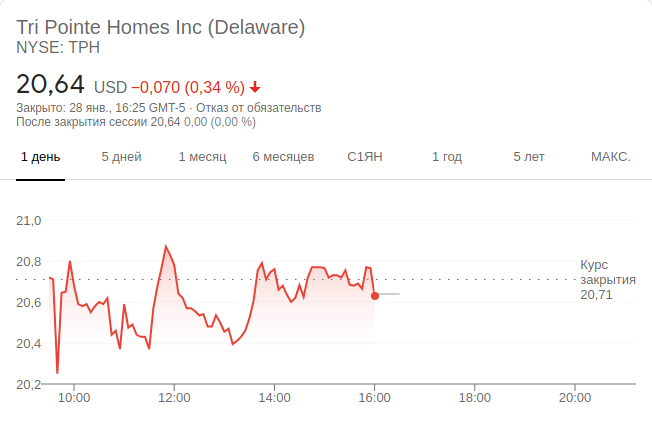 Tri Pointe Homes Inc (Delaware)
NYSE: TPH
20,64 USD −0,070 (0,34 %)
Закрыто: 28 янв., 16:25 GMT-5 · Отказ от обязательств
После закрытия сессии 20,64 0,00 (0,00 %)
1 день 5 дней 1 месяц 6 месяцев С1ЯН 1 год 5 лет МАКС.
21,0
20,8
20,6
20,4
20,2
Курс
закрытия
20,71
10:00 12:00 14:00 16:00 18:00 20:00